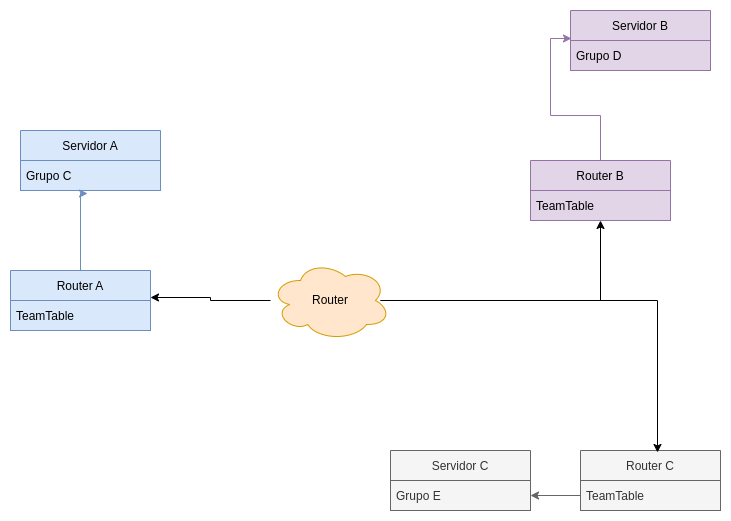 Servidor B
Grupo D
Servidor A
Grupo C
Router B
TeamTable
Router A
TeamTable
Router
Servidor C
Grupo E
Router C
TeamTable